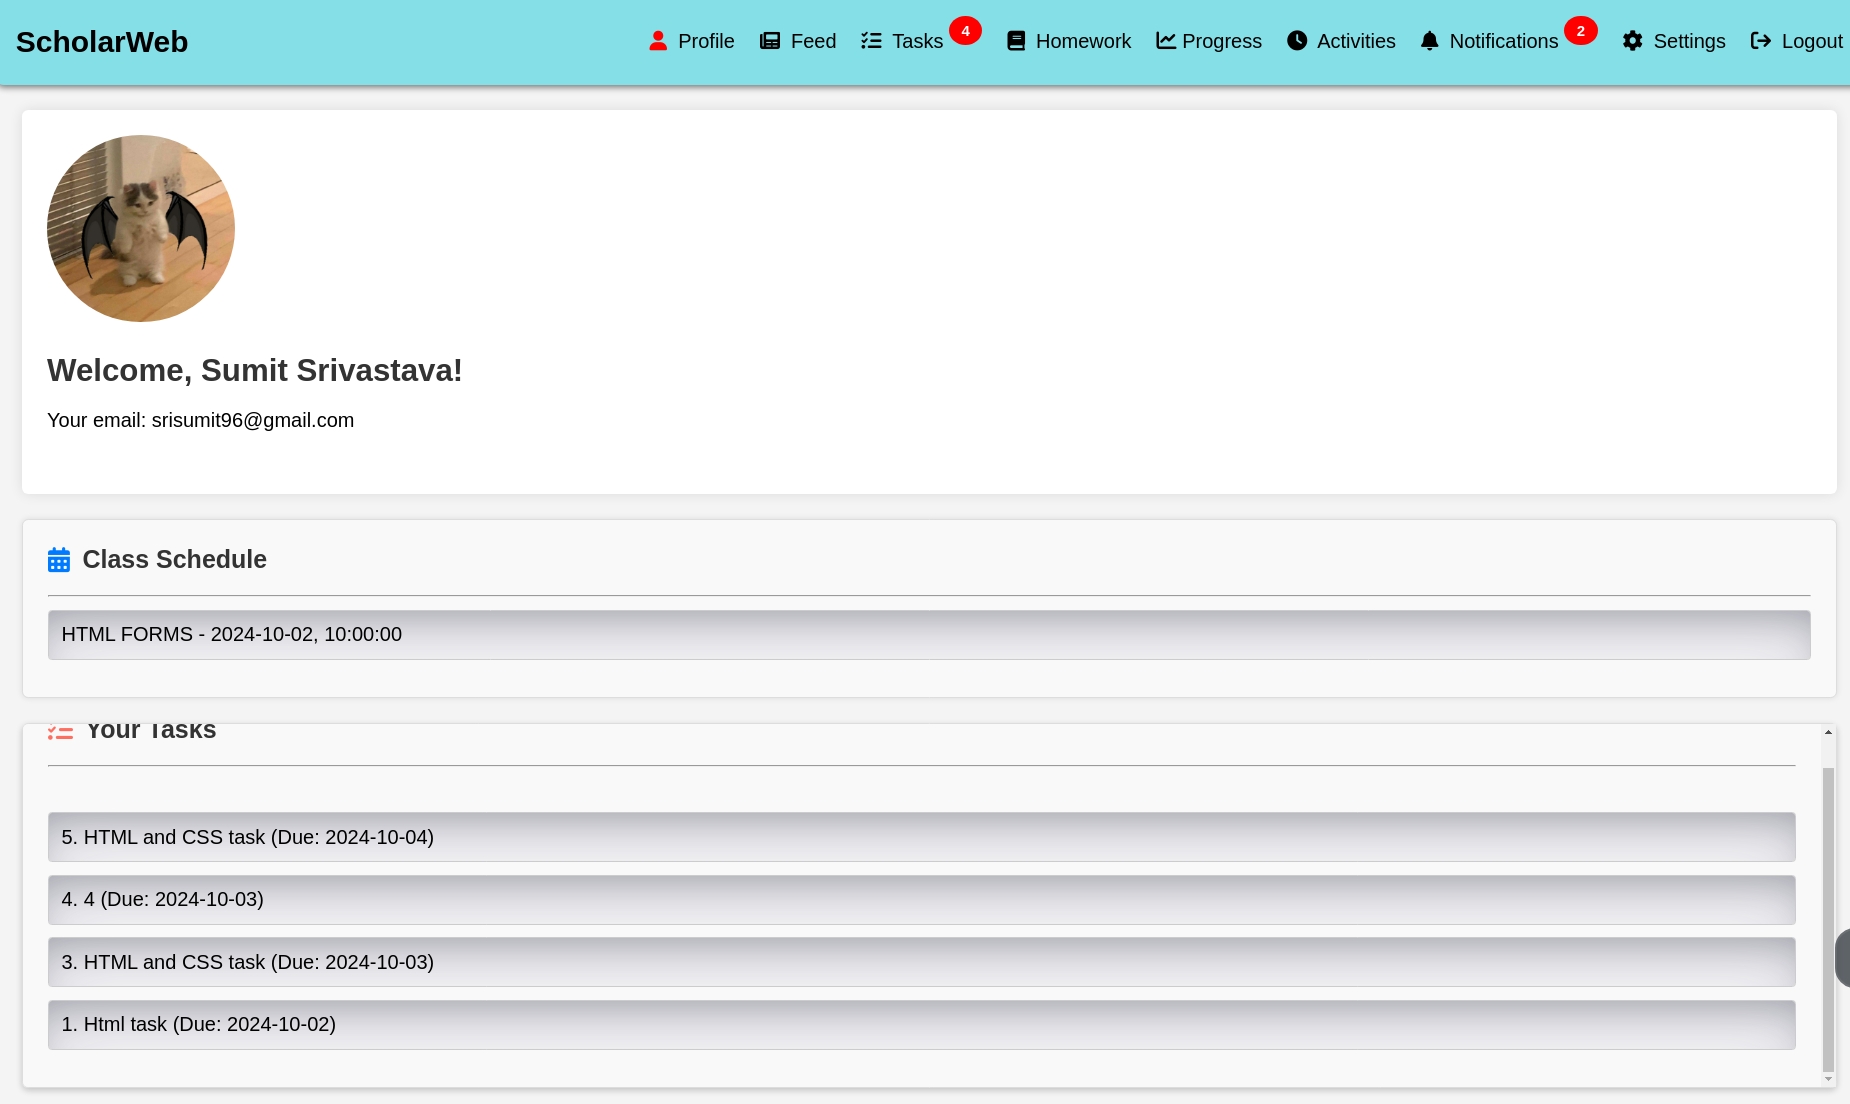 ScholarWeb
Profile
Feed
Tasks 4
Homework
Progress
Activities
Notifications 2
Settings
Logout
Welcome, Sumit Srivastava!
Your email: srisumit96@gmail.com
Class Schedule
HTML FORMS - 2024-10-02, 10:00:00
Your Tasks
5. HTML and CSS task (Due: 2024-10-04)
4. 4 (Due: 2024-10-03)
3. HTML and CSS task (Due: 2024-10-03)
1. Html task (Due: 2024-10-02)